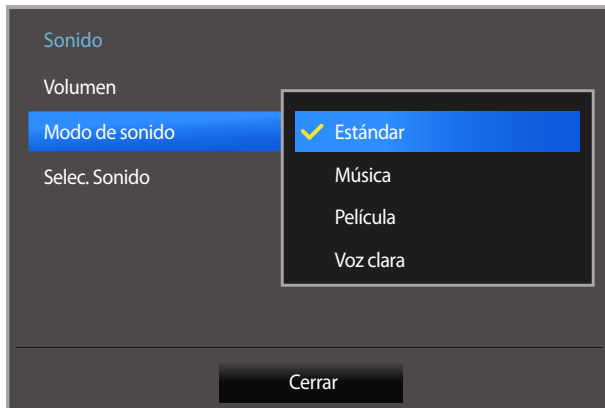 Sonido
Volumen
Modo de sonido
Estándar
Selec. Sonido
Música
Película
Voz clara
Cerrar